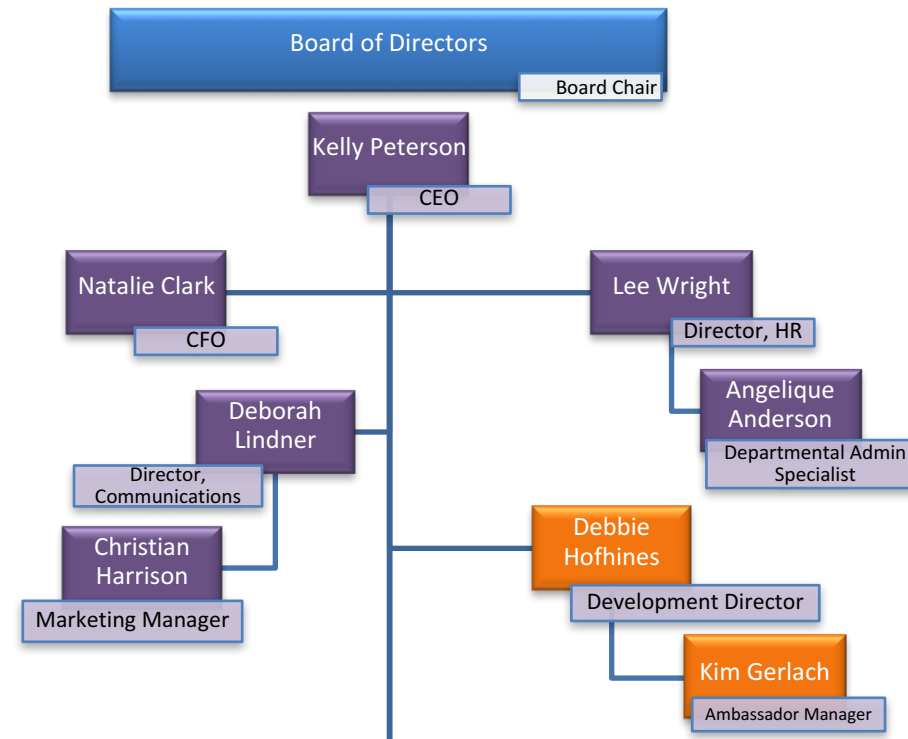 Board of Directors
Board Chair
Kelly Peterson
CEO
Natalie Clark
CFO
Lee Wright
Director, HR
Angelique
Anderson
Departmental Admin
Specialist
Deborah
Lindner
Director,
Communications
Christian
Harrison
Marketing Manager
Debbie
Hofhines
Development Director
Kim Gerlach
Ambassador Manager